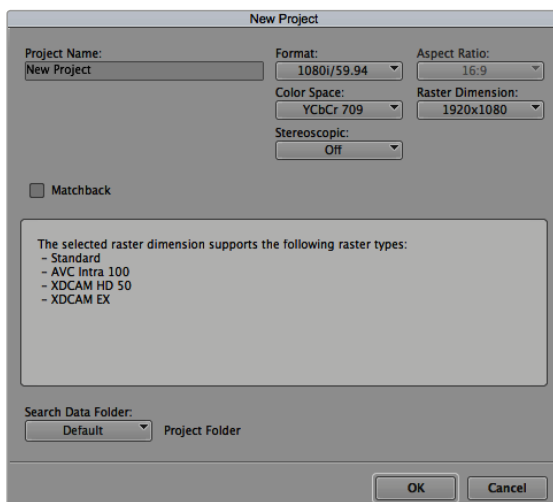 New Project
Project Name:
New Project
Format:
1080i/59.94
Aspect Ratio:
16:9
Color Space:
YCbCr 709
Raster Dimension:
1920x1080
Stereoscopic:
Off
Matchback
The selected raster dimension supports the following raster types:
- Standard
- AVC Intra 100
- XDCAM HD 50
- XDCAM EX
Search Data Folder:
Default
Project Folder
OK
Cancel